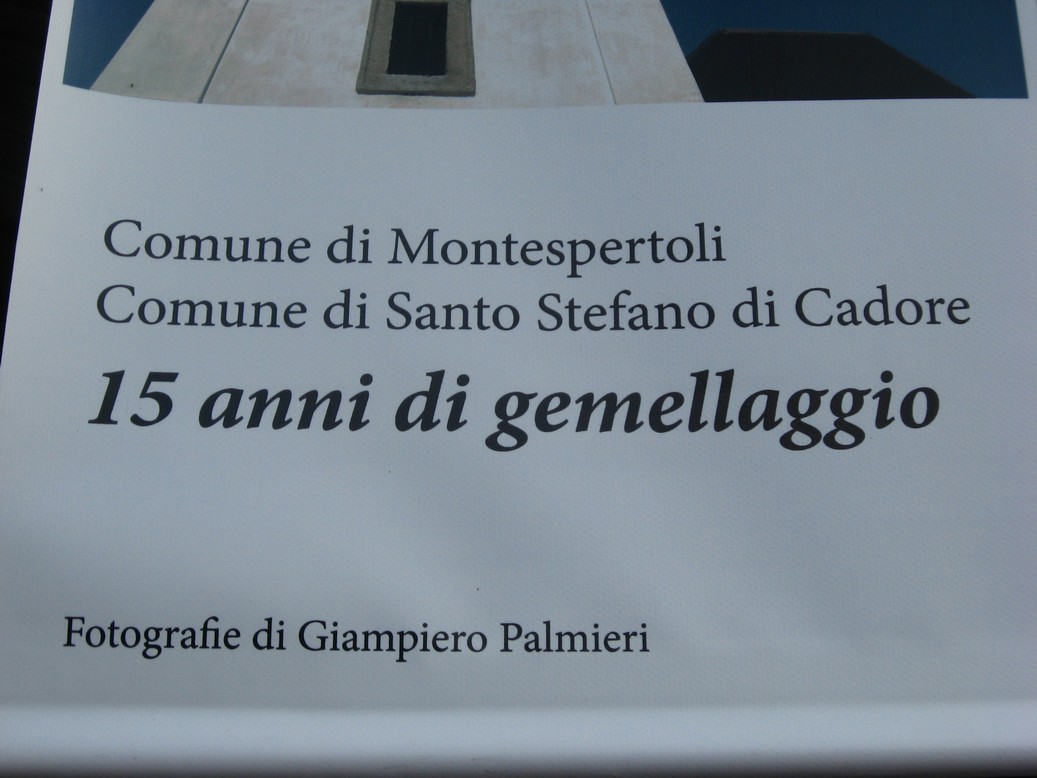 Comune di Montespertoli
Comune di Santo Stefano di Cadore
15 anni di gemellaggio
Fotografie di Giampiero Palmieri